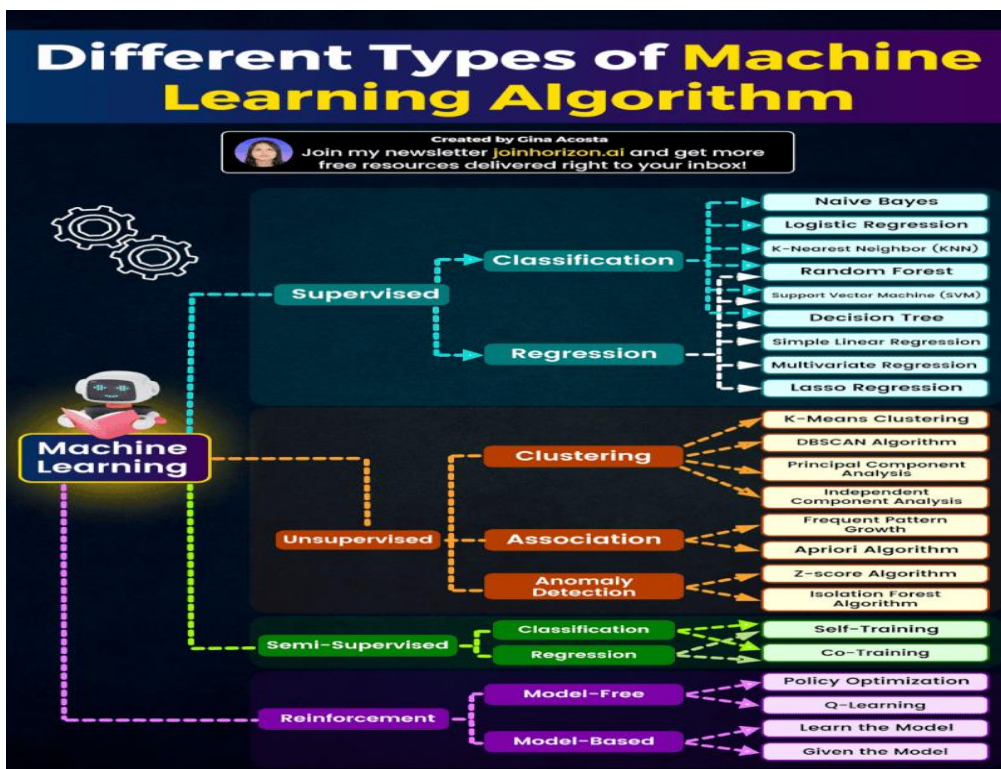 Different Types of Machine
Learning Algorithm
Created by Gina Acosta
Join my newsletter joinhorizon.ai and get more
free resources delivered right to your inbox!
Machine
Learning
Supervised
Classification
Regression
Naive Bayes
Logistic Regression
K-Nearest Neighbor (KNN)
Random Forest
Support Vector Machine (SVM)
Decision Tree
Simple Linear Regression
Multivariate Regression
Lasso Regression
Unsupervised
Clustering
K-Means Clustering
DBSCAN Algorithm
Principal Component
Analysis
Independent
Component Analysis
Association
Frequent Pattern
Growth
Apriori Algorithm
Anomaly
Detection
Z-score Algorithm
Isolation Forest
Algorithm
Semi-Supervised
Classification
Regression
Self-Training
Co-Training
Reinforcement
Model-Free
Policy Optimization
Q-Learning
Model-Based
Learn the Model
Given the Model